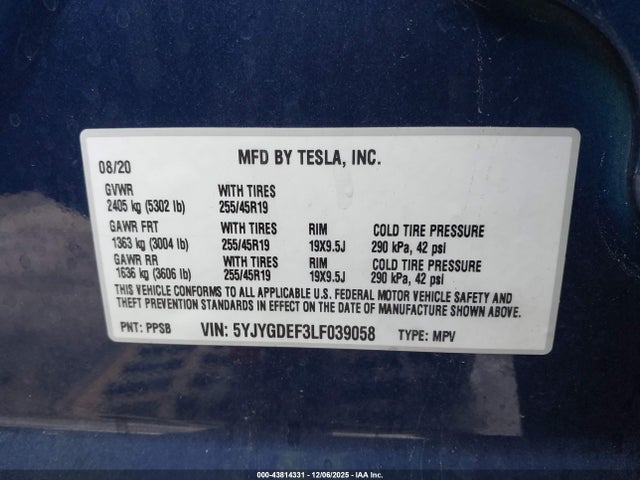 08/20 MFD BY TESLA, INC.
GVWR WITH TIRES
2405 kg (5302 lb) 255/45R19
GAWR FRT WITH TIRES RIM COLD TIRE PRESSURE
1363 kg (3004 lb) 255/45R19 19X9.5J 290 kPa, 42 psi
GAWR RR WITH TIRES RIM COLD TIRE PRESSURE
1636 kg (3606 lb) 255/45R19 19X9.5J 290 kPa, 42 psi
THIS VEHICLE CONFORMS TO ALL APPLICABLE U.S. FEDERAL MOTOR VEHICLE SAFETY AND
THEFT PREVENTION STANDARDS IN EFFECT ON THE DATE OF MANUFACTURE SHOWN ABOVE.
PNT: PPSB VIN: 5YJYGDEF3LF039058 TYPE: MPV
000-43814331 - 12/06/2025 - IAA Inc.